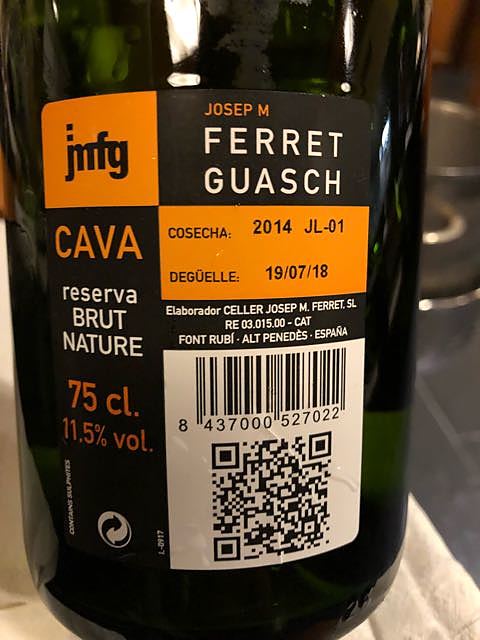 jmfg
JOSEP M
FERRET
GUASCH
CAVA
reserva
BRUT
NATURE
75 cl.
11.5% vol.
COSECHA: 2014 JL-01
DEGÜELLE: 19/07/18
Elaborador CELLER JOSEP M. FERRET, SL
RE 03.015.00 - CAT
FONT RUBÍ · ALT PENEDÈS · ESPAÑA
8 437000 527022
CONTAINS SULPHITES
L-0917